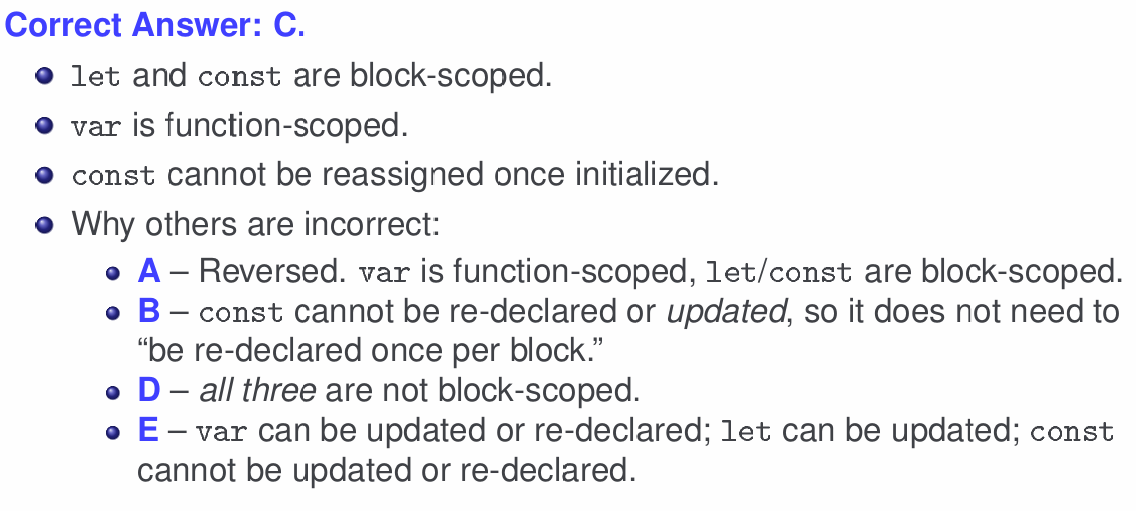 Correct Answer: C.
let and const are block-scoped.
var is function-scoped.
const cannot be reassigned once initialized.
Why others are incorrect:
A – Reversed. var is function-scoped, let/const are block-scoped.
B – const cannot be re-declared or updated, so it does not need to
“be re-declared once per block.”
D – all three are not block-scoped.
E – var can be updated or re-declared; let can be updated; const
cannot be updated or re-declared.